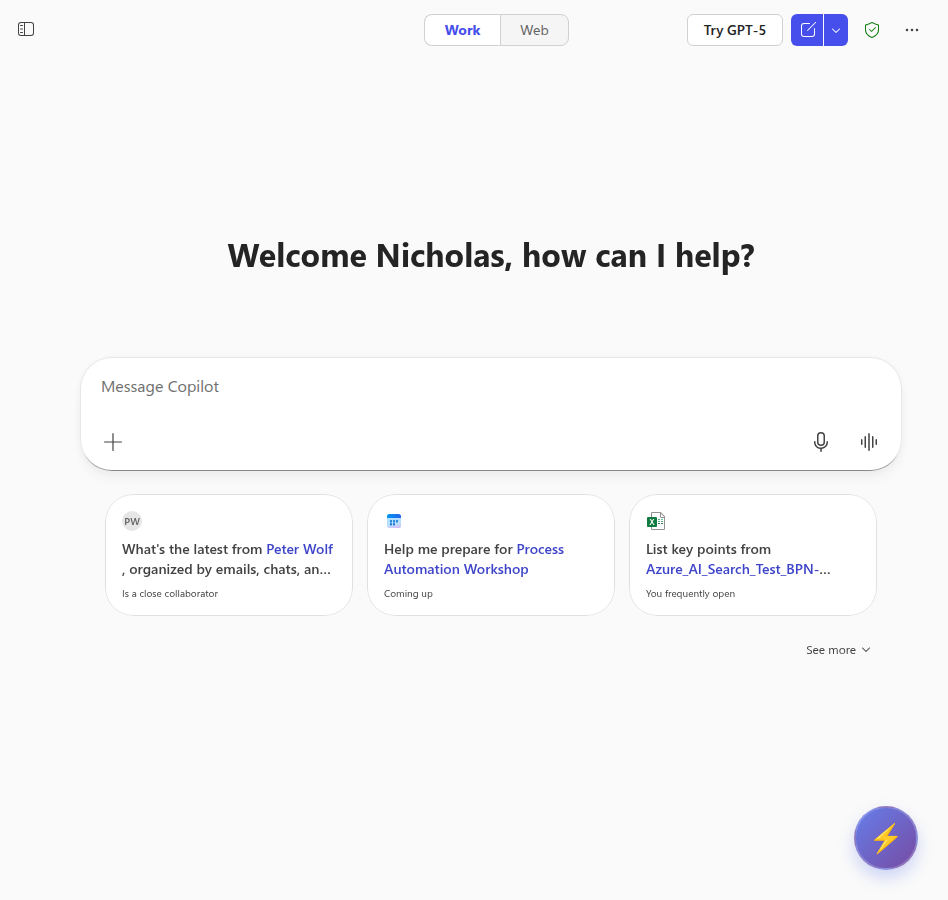 Work
Web
Try GPT-5
Welcome Nicholas, how can I help?
Message Copilot
PW
What's the latest from Peter Wolf
, organized by emails, chats, an...
Is a close collaborator
Help me prepare for Process
Automation Workshop
Coming up
X
List key points from
Azure_AI_Search_Test_BPN-...
You frequently open
See more